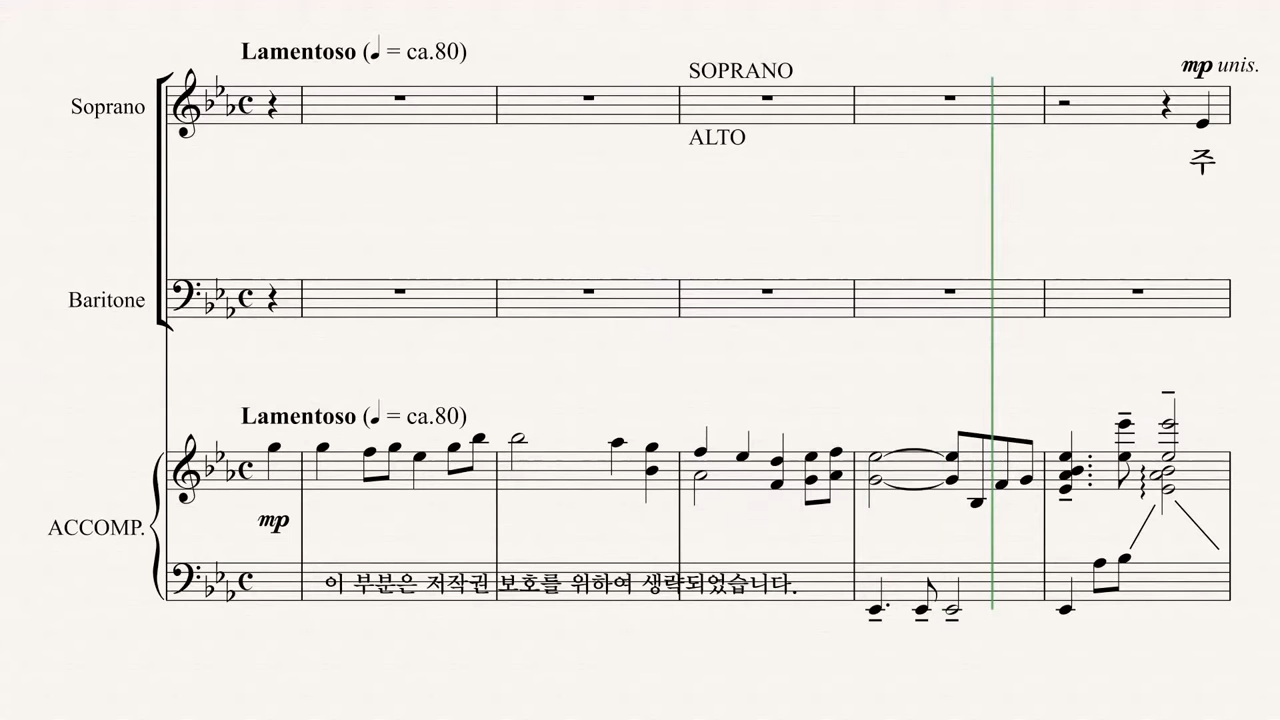 Lamentoso (♩ = ca.80)
SOPRANO
mp unis.
Soprano
ALTO
주
Baritone
Lamentoso (♩ = ca.80)
mp
ACCOMP.
이 부분은 저작권 보호를 위하여 생략되었습니다.